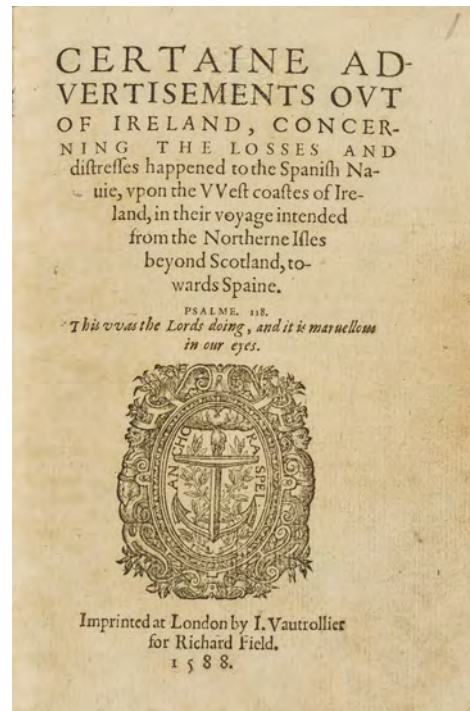 CERTAINE AD-
VERTISEMENTS OVT
OF IRELAND, CONCER-
NING THE LOSSES AND
diſtreſſes happened to the Spaniſh Na-
uie, vpon the VVeſt coaſtes of Ire-
land, in their voyage intended
from the Northerne Iſles
beyond Scotland, to-
wards Spaine.
PSALME. 118.
This vvas the Lords doing, and it is maruellous
in our eyes.
ANCHORA SPEI
Imprinted at London by I. Vautrollier
for Richard Field.
1588.